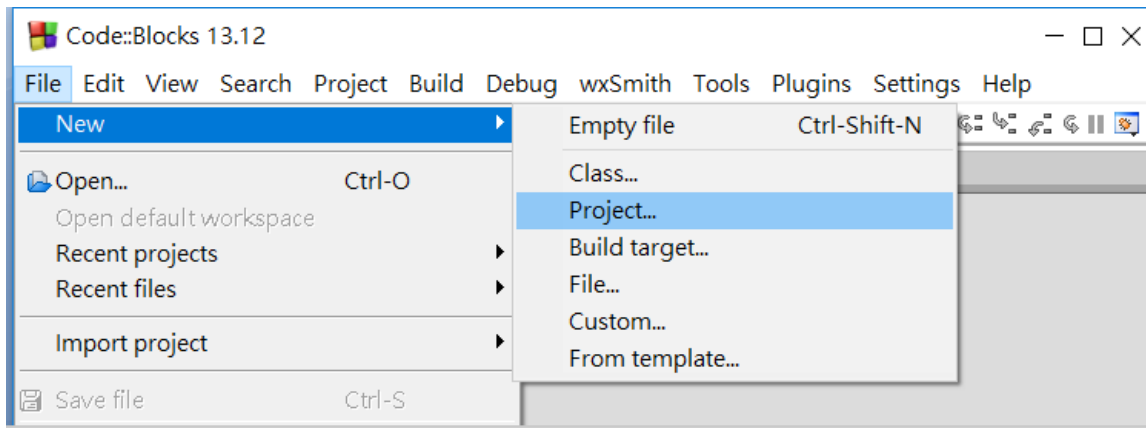 Code::Blocks 13.12
File Edit View Search Project Build Debug wxSmith Tools Plugins Settings Help
New
Empty file Ctrl-Shift-N
Class...
Open... Ctrl-O
Project...
Open default workspace
Build target...
Recent projects
File...
Recent files
Custom...
Import project
From template...
Save file Ctrl-S